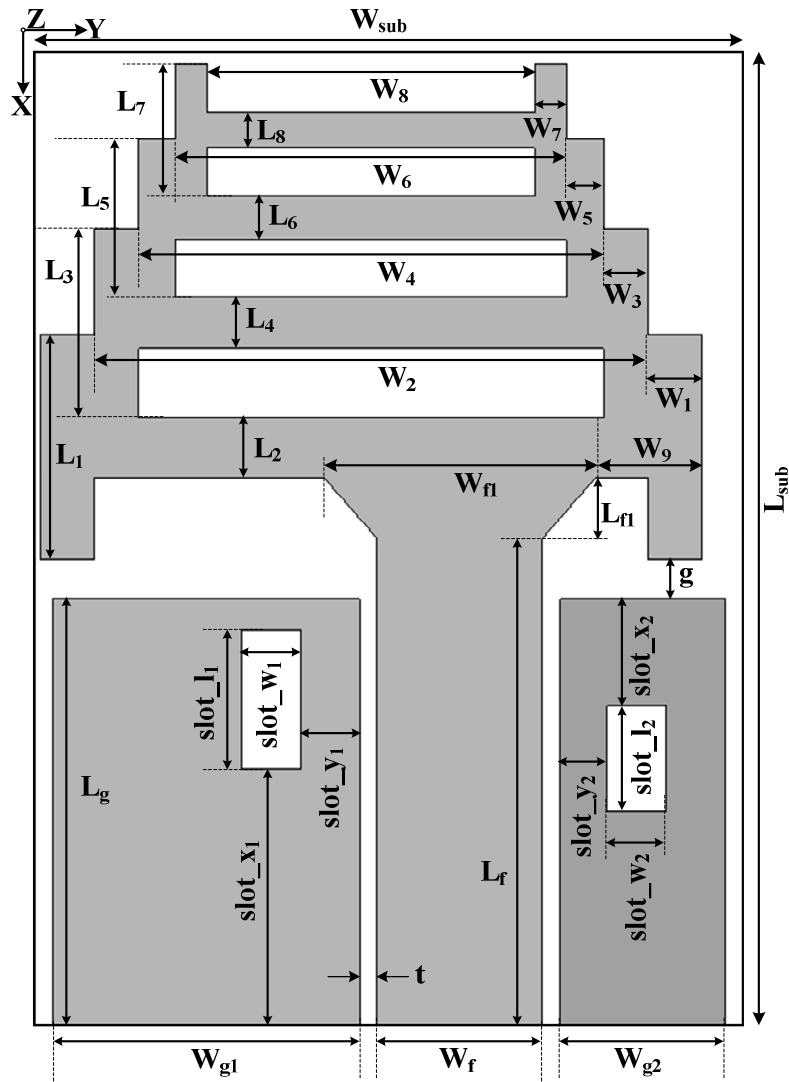 Z
Y
X
W_sub
L_7
W_8
L_8
W_7
W_6
L_5
W_5
L_6
L_3
W_4
W_3
L_4
W_2
W_1
L_1
L_2
W_9
W_f1
L_f1
L_sub
g
slot_x_2
slot_l_1
slot_w_1
slot_y_1
slot_l_2
slot_y_2
L_g
slot_x_1
L_f
slot_w_2
t
W_g1
W_f
W_g2